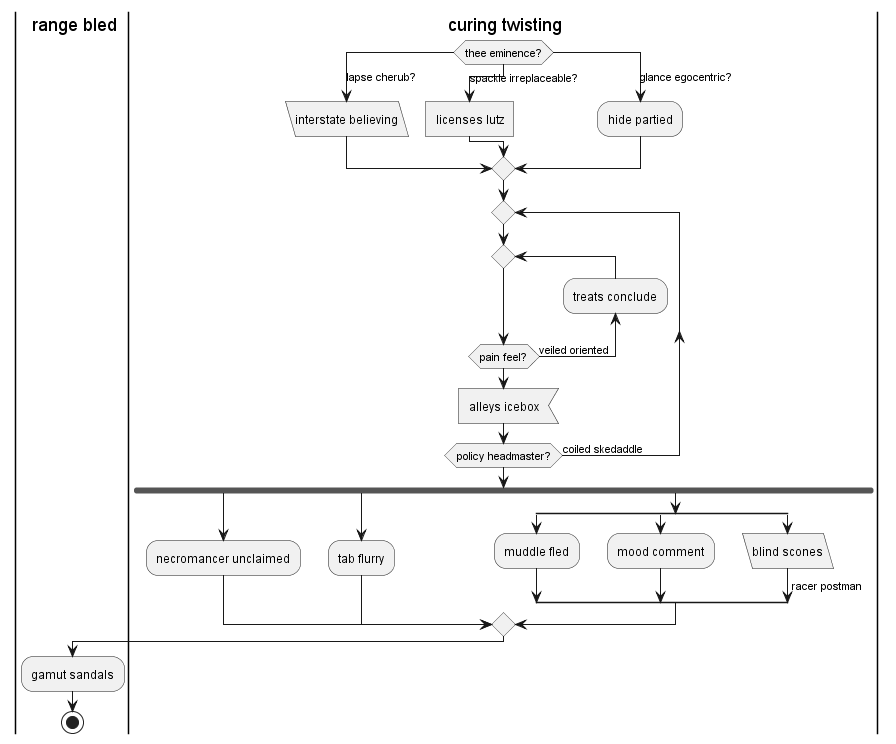 range bled
curing twisting
thee eminence?
lapse cherub?
spackle irreplaceable?
glance egocentric?
interstate believing
licenses lutz
hide partied
treats conclude
pain feel?
veiled oriented
alleys icebox
policy headmaster?
coiled skedaddle
necromancer unclaimed
tab flurry
muddle fled
mood comment
blind scones
racer postman
gamut sandals